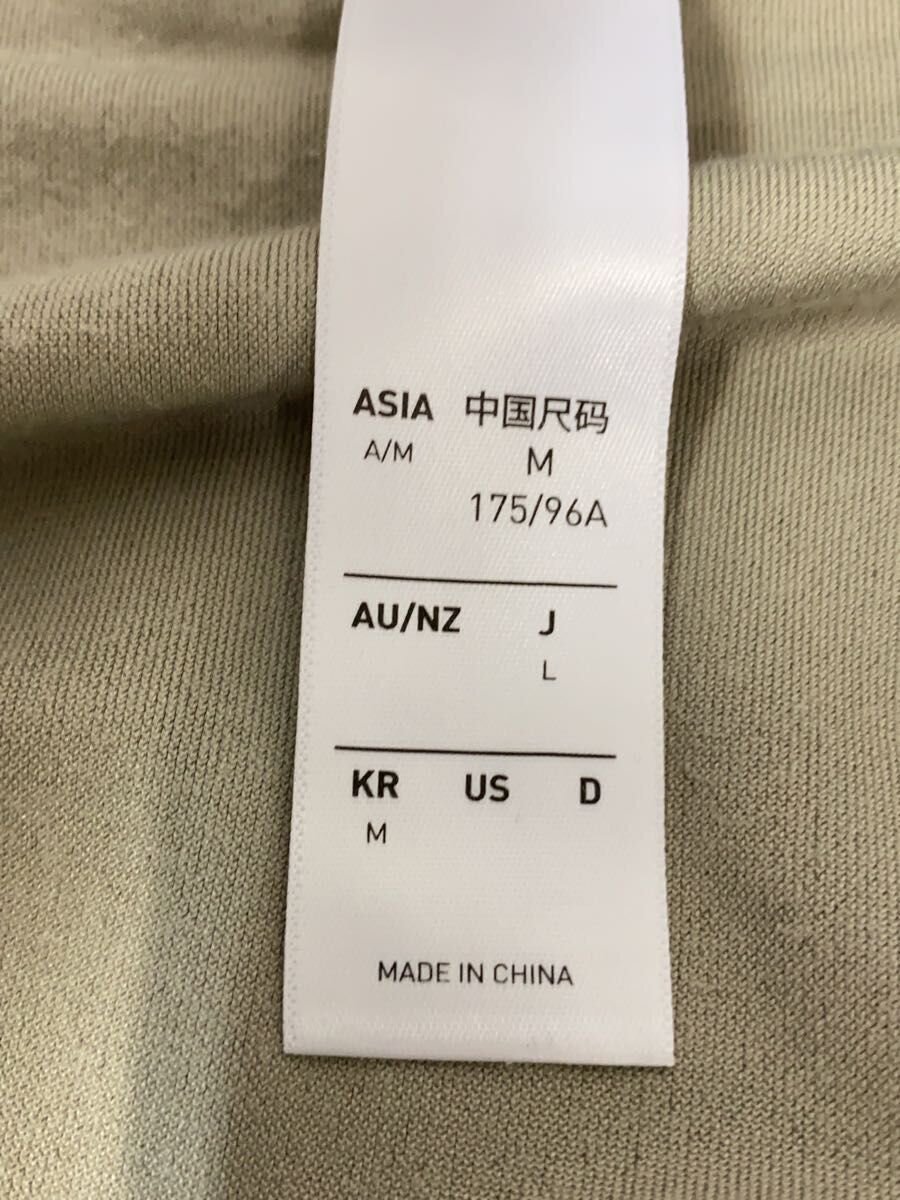 ASIA 中国尺码
A/M M
175/96A
AU/NZ J
L
KR US D
M
MADE IN CHINA